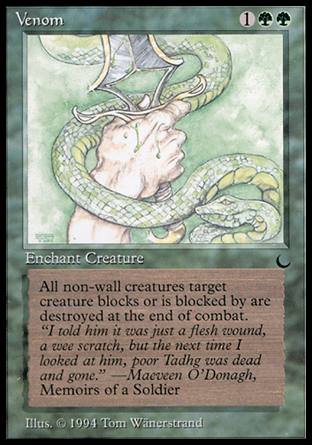 Venom 1
Enchant Creature
All non-wall creatures target
creature blocks or is blocked by are
destroyed at the end of combat.
"I told him it was just a flesh wound,
a wee scratch, but the next time I
looked at him, poor Tadhg was dead
and gone." —Maeveen O'Donagh,
Memoirs of a Soldier
Illus. © 1994 Tom Wänerstrand